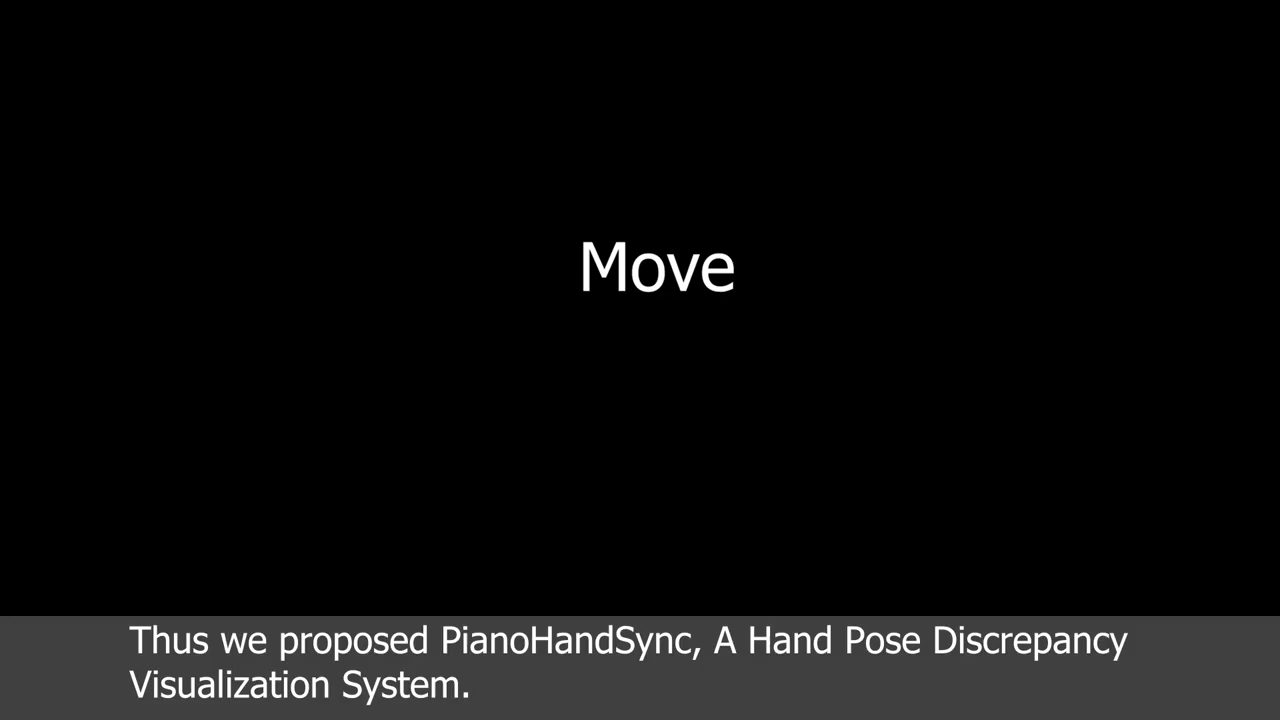 Move
Thus we proposed PianoHandSync, A Hand Pose Discrepancy
Visualization System.